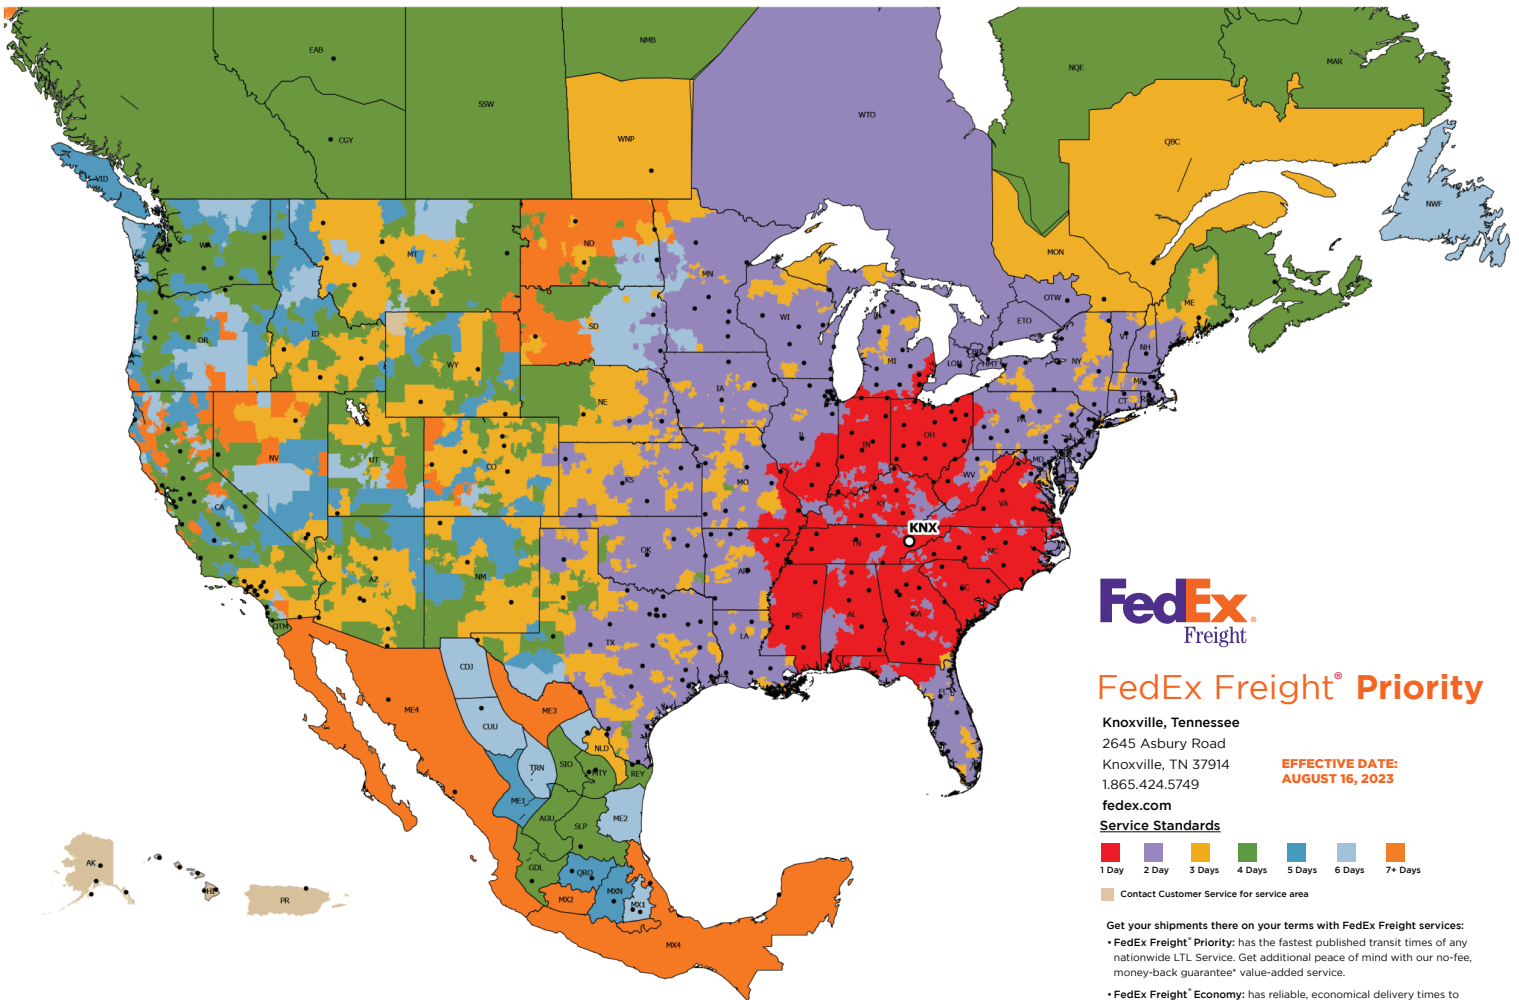 EAB
NMB
NQE
MAR
SSW
WTO
CGY
WNP
QBC
VID
NWF
WA
MT
ND
MN
MON
OTW
ME
ID
OR
SD
WI
ETO
VT
NH
MI
LON
HMT
NY
MA
WY
IA
CT
RI
NE
PA
NV
UT
CO
IL
IN
OH
MD
DE
KS
MO
WV
CA
KY
VA
KNX
OK
TN
NC
AZ
NM
AR
SC
MS
AL
GA
OTM
TX
LA
CDJ
FL
ME4
CUU
ME3
NLD
TRN
SIO
MTY
REY
ME1
AGU
SLP
ME2
GDL
QRO
MXN
MX2
MX1
MX4
AK
HI
PR
FedEx®
Freight
FedEx Freight® Priority
Knoxville, Tennessee
2645 Asbury Road
Knoxville, TN 37914
1.865.424.5749
fedex.com
EFFECTIVE DATE:
AUGUST 16, 2023
Service Standards
1 Day 2 Day 3 Days 4 Days 5 Days 6 Days 7+ Days
Contact Customer Service for service area
Get your shipments there on your terms with FedEx Freight services:
• FedEx Freight® Priority: has the fastest published transit times of any
nationwide LTL Service. Get additional peace of mind with our no-fee,
money-back guarantee* value-added service.
• FedEx Freight® Economy: has reliable, economical delivery times to